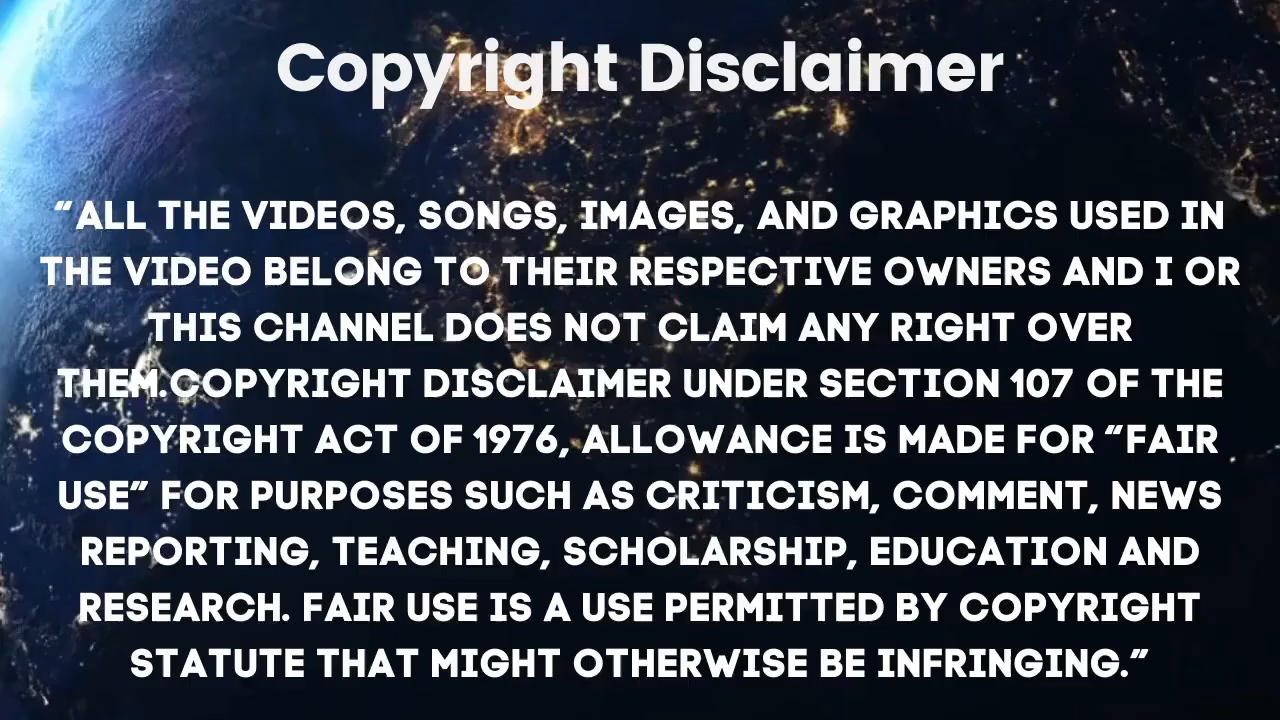 Copyright Disclaimer
“ALL THE VIDEOS, SONGS, IMAGES, AND GRAPHICS USED IN
THE VIDEO BELONG TO THEIR RESPECTIVE OWNERS AND I OR
THIS CHANNEL DOES NOT CLAIM ANY RIGHT OVER
THEM.COPYRIGHT DISCLAIMER UNDER SECTION 107 OF THE
COPYRIGHT ACT OF 1976, ALLOWANCE IS MADE FOR “FAIR
USE” FOR PURPOSES SUCH AS CRITICISM, COMMENT, NEWS
REPORTING, TEACHING, SCHOLARSHIP, EDUCATION AND
RESEARCH. FAIR USE IS A USE PERMITTED BY COPYRIGHT
STATUTE THAT MIGHT OTHERWISE BE INFRINGING.”